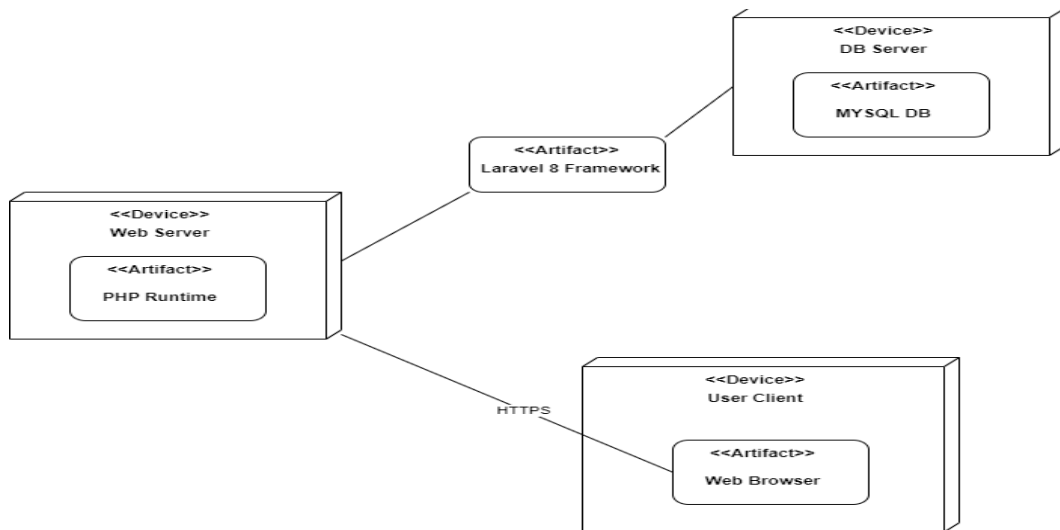 <<Device>>
DB Server
<<Artifact>>
MYSQL DB
<<Artifact>>
Laravel 8 Framework
<<Device>>
Web Server
<<Artifact>>
PHP Runtime
HTTPS
<<Device>>
User Client
<<Artifact>>
Web Browser